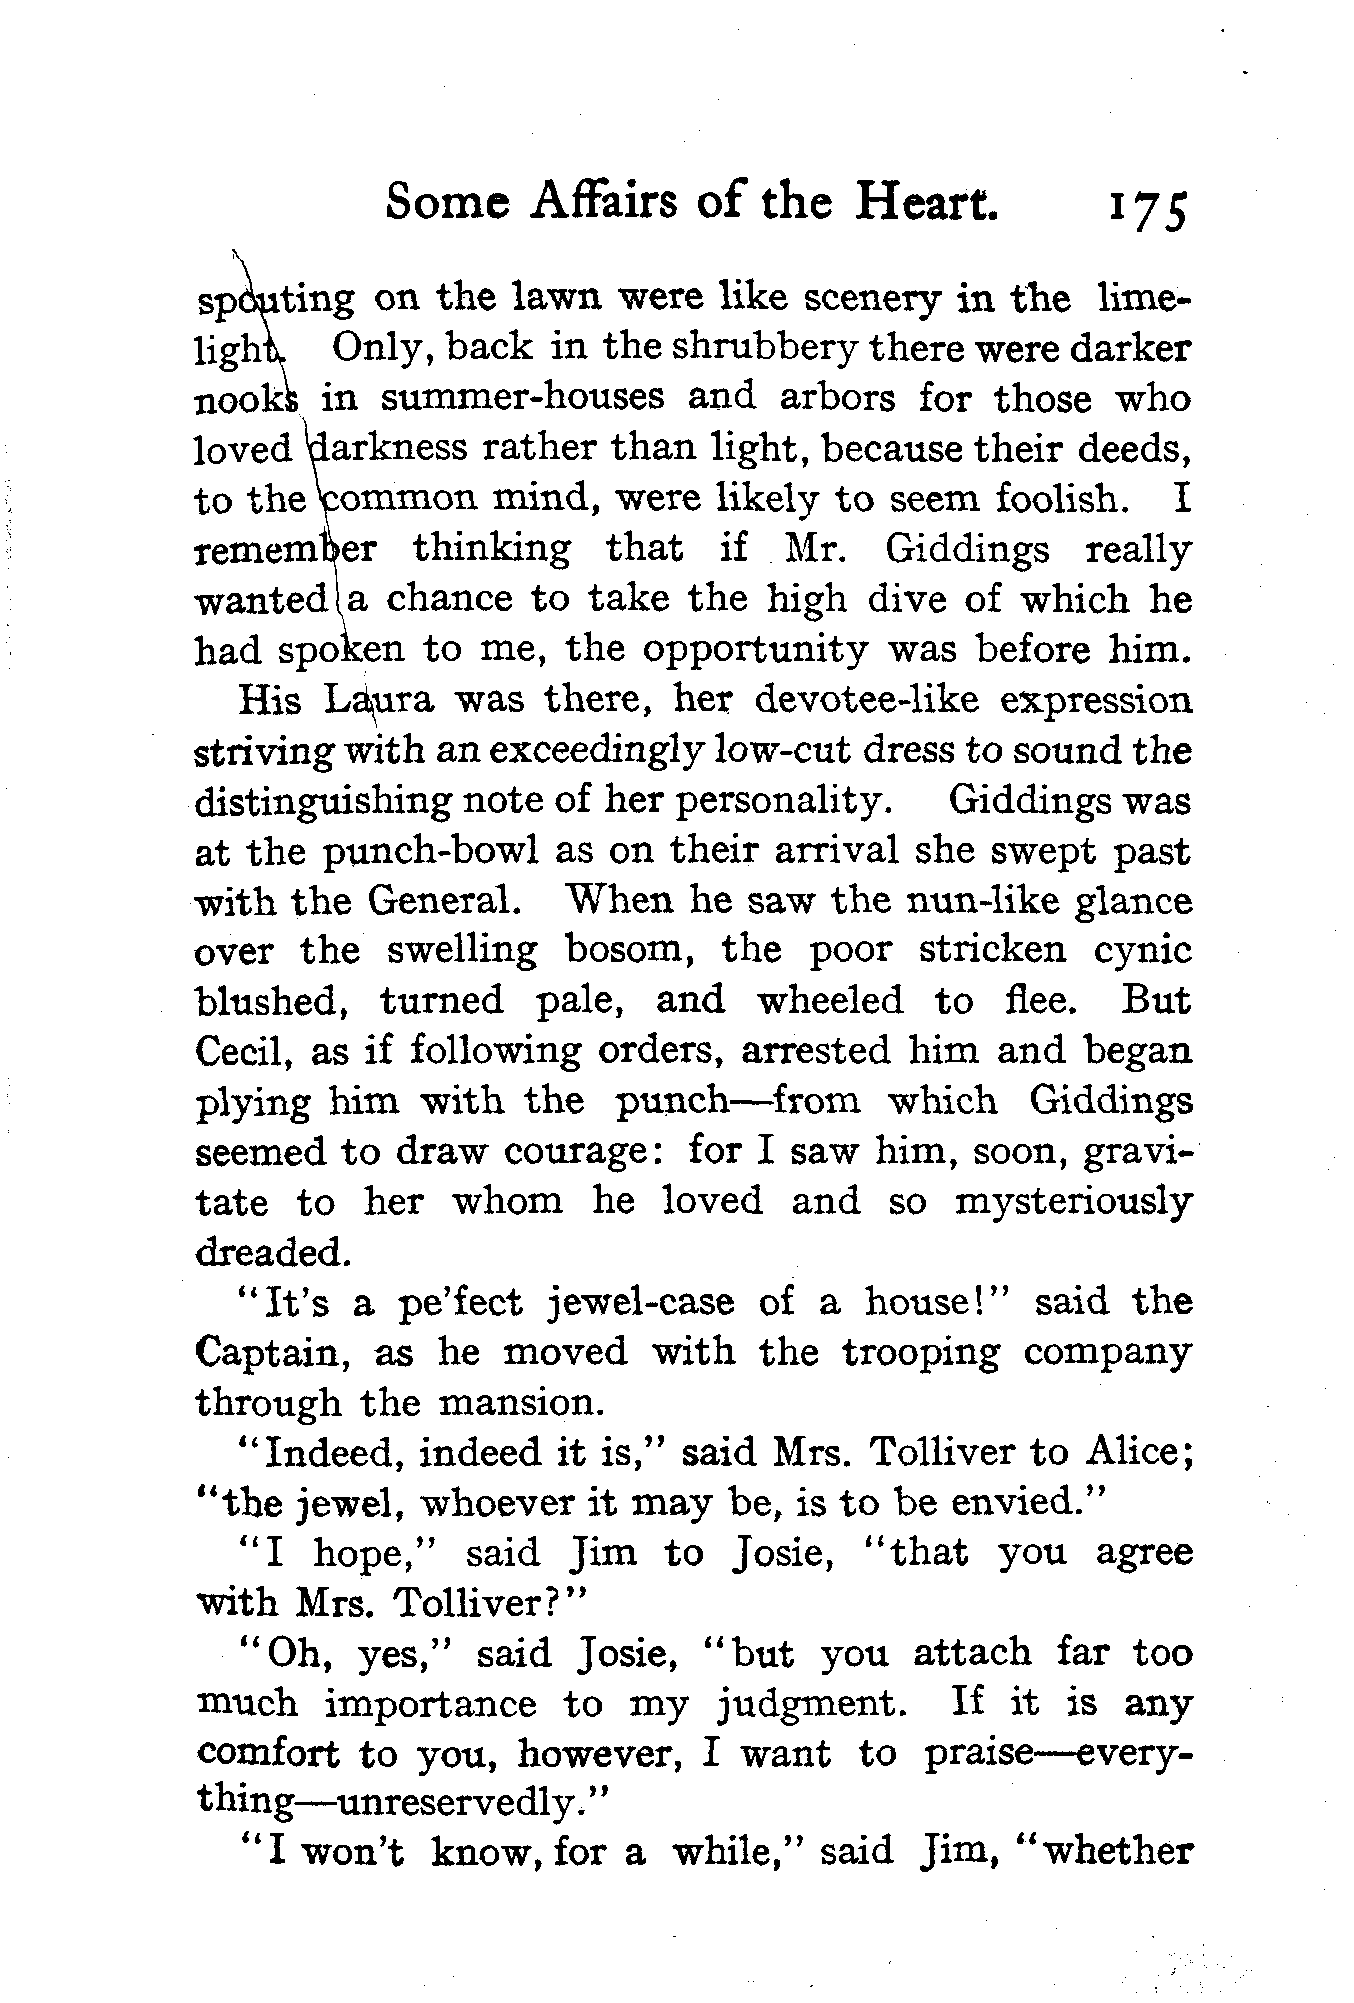 Some Affairs of the Heart. 175
spouting on the lawn were like scenery in the lime-
light. Only, back in the shrubbery there were darker
nooks in summer-houses and arbors for those who
loved darkness rather than light, because their deeds,
to the common mind, were likely to seem foolish. I
remember thinking that if Mr. Giddings really
wanted a chance to take the high dive of which he
had spoken to me, the opportunity was before him.
His Laura was there, her devotee-like expression
striving with an exceedingly low-cut dress to sound the
distinguishing note of her personality. Giddings was
at the punch-bowl as on their arrival she swept past
with the General. When he saw the nun-like glance
over the swelling bosom, the poor stricken cynic
blushed, turned pale, and wheeled to flee. But
Cecil, as if following orders, arrested him and began
plying him with the punch—from which Giddings
seemed to draw courage: for I saw him, soon, gravi-
tate to her whom he loved and so mysteriously
dreaded.
"It's a pe'fect jewel-case of a house!" said the
Captain, as he moved with the trooping company
through the mansion.
"Indeed, indeed it is," said Mrs. Tolliver to Alice;
"the jewel, whoever it may be, is to be envied."
"I hope," said Jim to Josie, "that you agree
with Mrs. Tolliver?"
"Oh, yes," said Josie, "but you attach far too
much importance to my judgment. If it is any
comfort to you, however, I want to praise—every-
thing—unreservedly."
"I won't know, for a while," said Jim, "whether